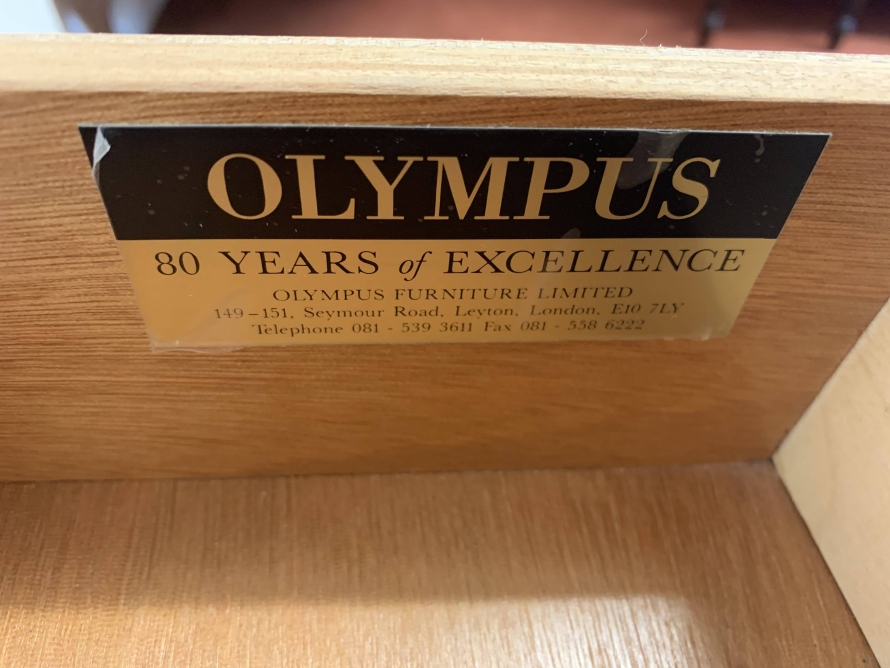 OLYMPUS
80 YEARS of EXCELLENCE
OLYMPUS FURNITURE LIMITED
149-151, Seymour Road, Leyton, London, E10 7LY
Telephone 081 - 539 3611 Fax 081 - 558 6222